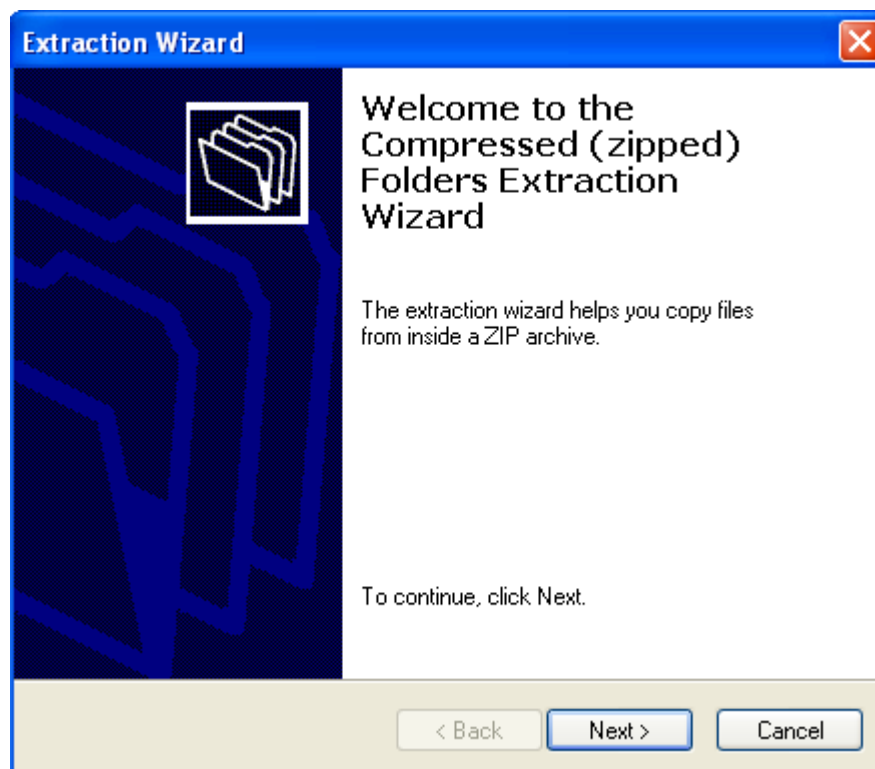 Extraction Wizard
Welcome to the
Compressed (zipped)
Folders Extraction
Wizard
The extraction wizard helps you copy files
from inside a ZIP archive.
To continue, click Next.
< Back Next > Cancel